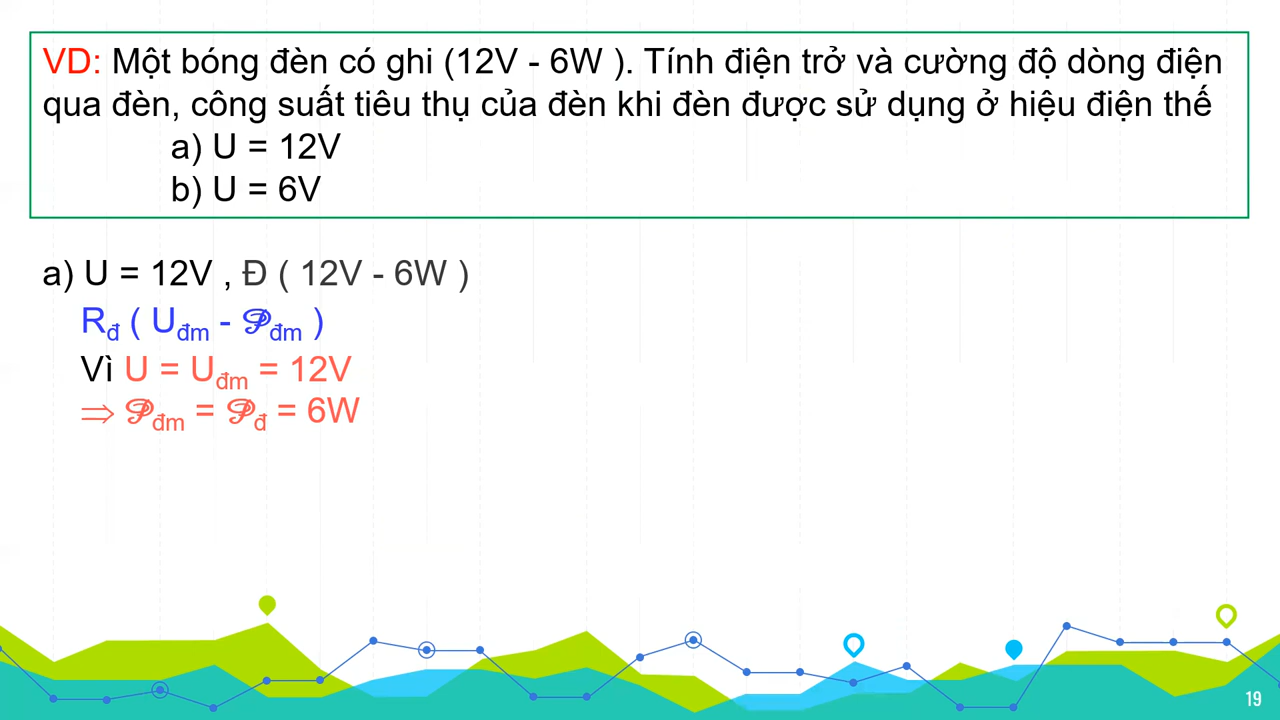 VD: Một bóng đèn có ghi (12V - 6W ). Tính điện trở và cường độ dòng điện
qua đèn, công suất tiêu thụ của đèn khi đèn được sử dụng ở hiệu điện thế
a) U = 12V
b) U = 6V
a) U = 12V , Đ ( 12V - 6W )
Rđ ( Uđm - 𝒫đm )
Vì U = Uđm = 12V
⇒ 𝒫đm = 𝒫đ = 6W
19